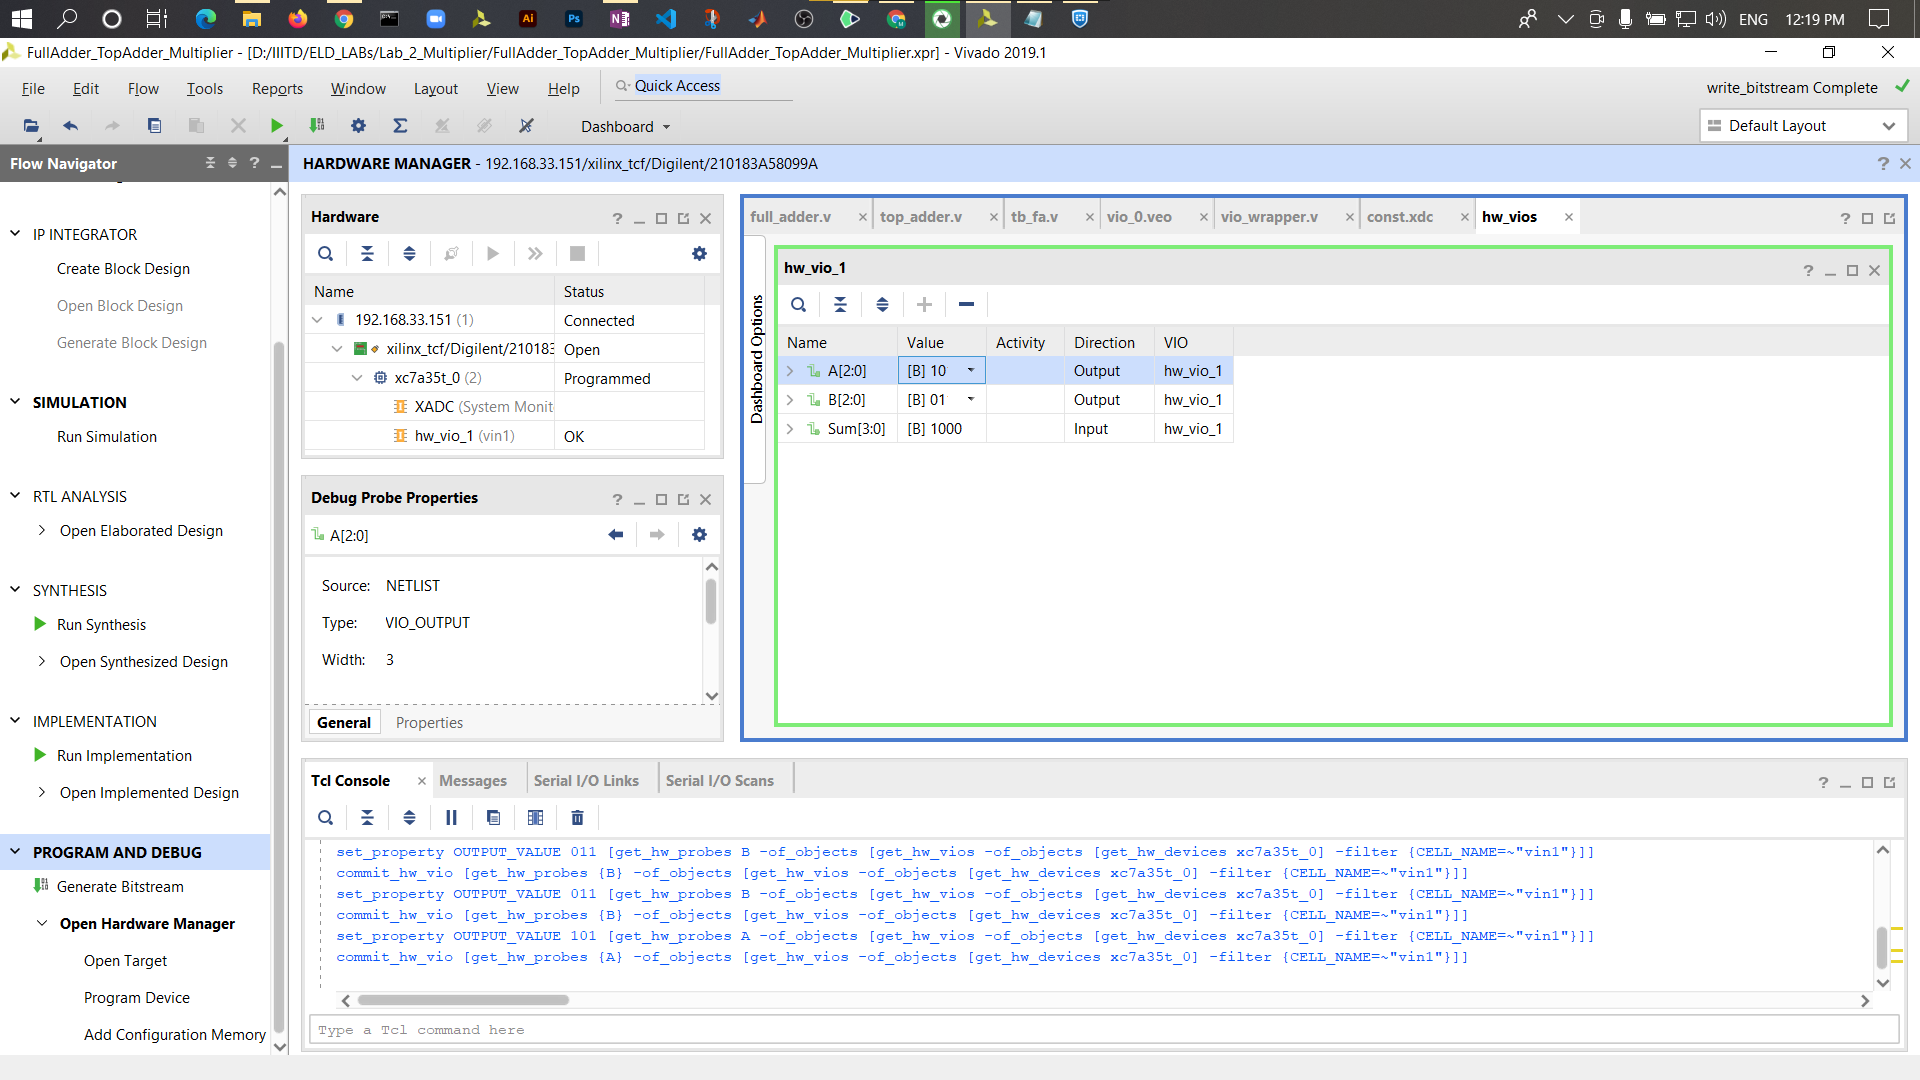 ENG
12:19 PM
FullAdder_TopAdder_Multiplier - [D:/IIITD/ELD_LABs/Lab_2_Multiplier/FullAdder_TopAdder_Multiplier/FullAdder_TopAdder_Multiplier.xpr] - Vivado 2019.1
File Edit Flow Tools Reports Window Layout View Help Quick Access
write_bitstream Complete
Dashboard
Default Layout
Flow Navigator
HARDWARE MANAGER - 192.168.33.151/xilinx_tcf/Digilent/210183A58099A
IP INTEGRATOR
Create Block Design
Open Block Design
Generate Block Design
SIMULATION
Run Simulation
RTL ANALYSIS
Open Elaborated Design
SYNTHESIS
Run Synthesis
Open Synthesized Design
IMPLEMENTATION
Run Implementation
Open Implemented Design
PROGRAM AND DEBUG
Generate Bitstream
Open Hardware Manager
Open Target
Program Device
Add Configuration Memory
Hardware
Name Status
192.168.33.151 (1) Connected
xilinx_tcf/Digilent/210183 Open
xc7a35t_0 (2) Programmed
XADC (System Monit
hw_vio_1 (vin1) OK
Debug Probe Properties
A[2:0]
Source: NETLIST
Type: VIO_OUTPUT
Width: 3
General Properties
full_adder.v top_adder.v tb_fa.v vio_0.veo vio_wrapper.v const.xdc hw_vios
Dashboard Options
hw_vio_1
Name Value Activity Direction VIO
A[2:0] [B] 10 Output hw_vio_1
B[2:0] [B] 01 Output hw_vio_1
Sum[3:0] [B] 1000 Input hw_vio_1
Tcl Console Messages Serial I/O Links Serial I/O Scans
set_property OUTPUT_VALUE 011 [get_hw_probes B -of_objects [get_hw_vios -of_objects [get_hw_devices xc7a35t_0] -filter {CELL_NAME=~"vin1"}]]
commit_hw_vio [get_hw_probes {B} -of_objects [get_hw_vios -of_objects [get_hw_devices xc7a35t_0] -filter {CELL_NAME=~"vin1"}]]
set_property OUTPUT_VALUE 011 [get_hw_probes B -of_objects [get_hw_vios -of_objects [get_hw_devices xc7a35t_0] -filter {CELL_NAME=~"vin1"}]]
commit_hw_vio [get_hw_probes {B} -of_objects [get_hw_vios -of_objects [get_hw_devices xc7a35t_0] -filter {CELL_NAME=~"vin1"}]]
set_property OUTPUT_VALUE 101 [get_hw_probes A -of_objects [get_hw_vios -of_objects [get_hw_devices xc7a35t_0] -filter {CELL_NAME=~"vin1"}]]
commit_hw_vio [get_hw_probes {A} -of_objects [get_hw_vios -of_objects [get_hw_devices xc7a35t_0] -filter {CELL_NAME=~"vin1"}]]
Type a Tcl command here